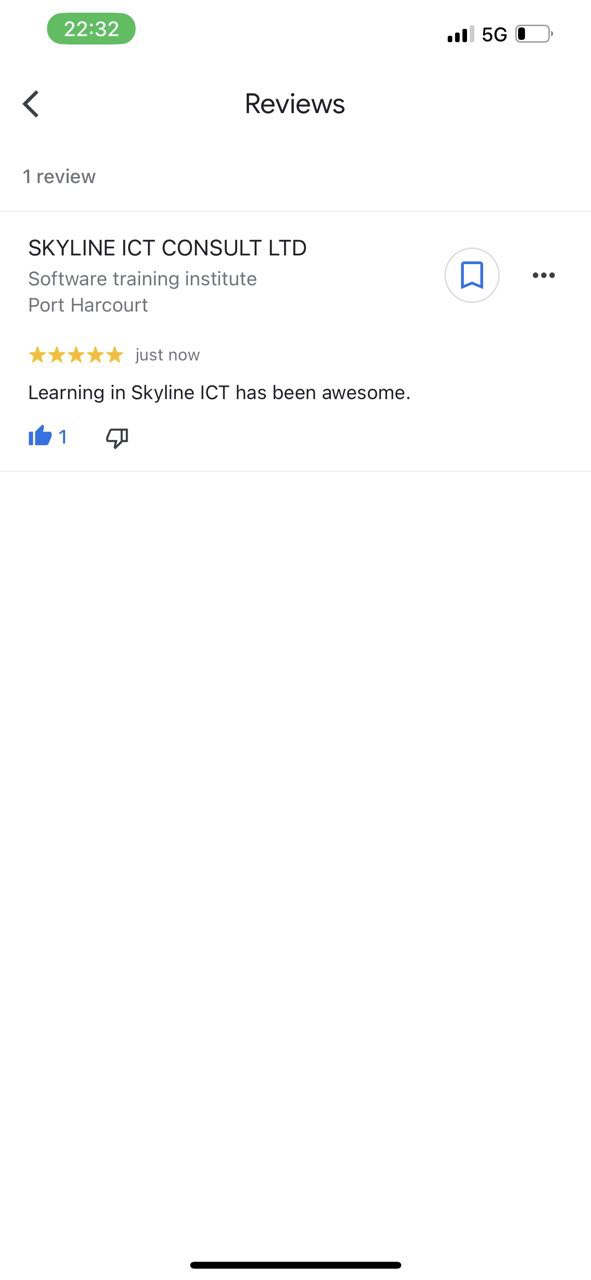 22:32
5G
Reviews
1 review
SKYLINE ICT CONSULT LTD
Software training institute
Port Harcourt
just now
Learning in Skyline ICT has been awesome.
1